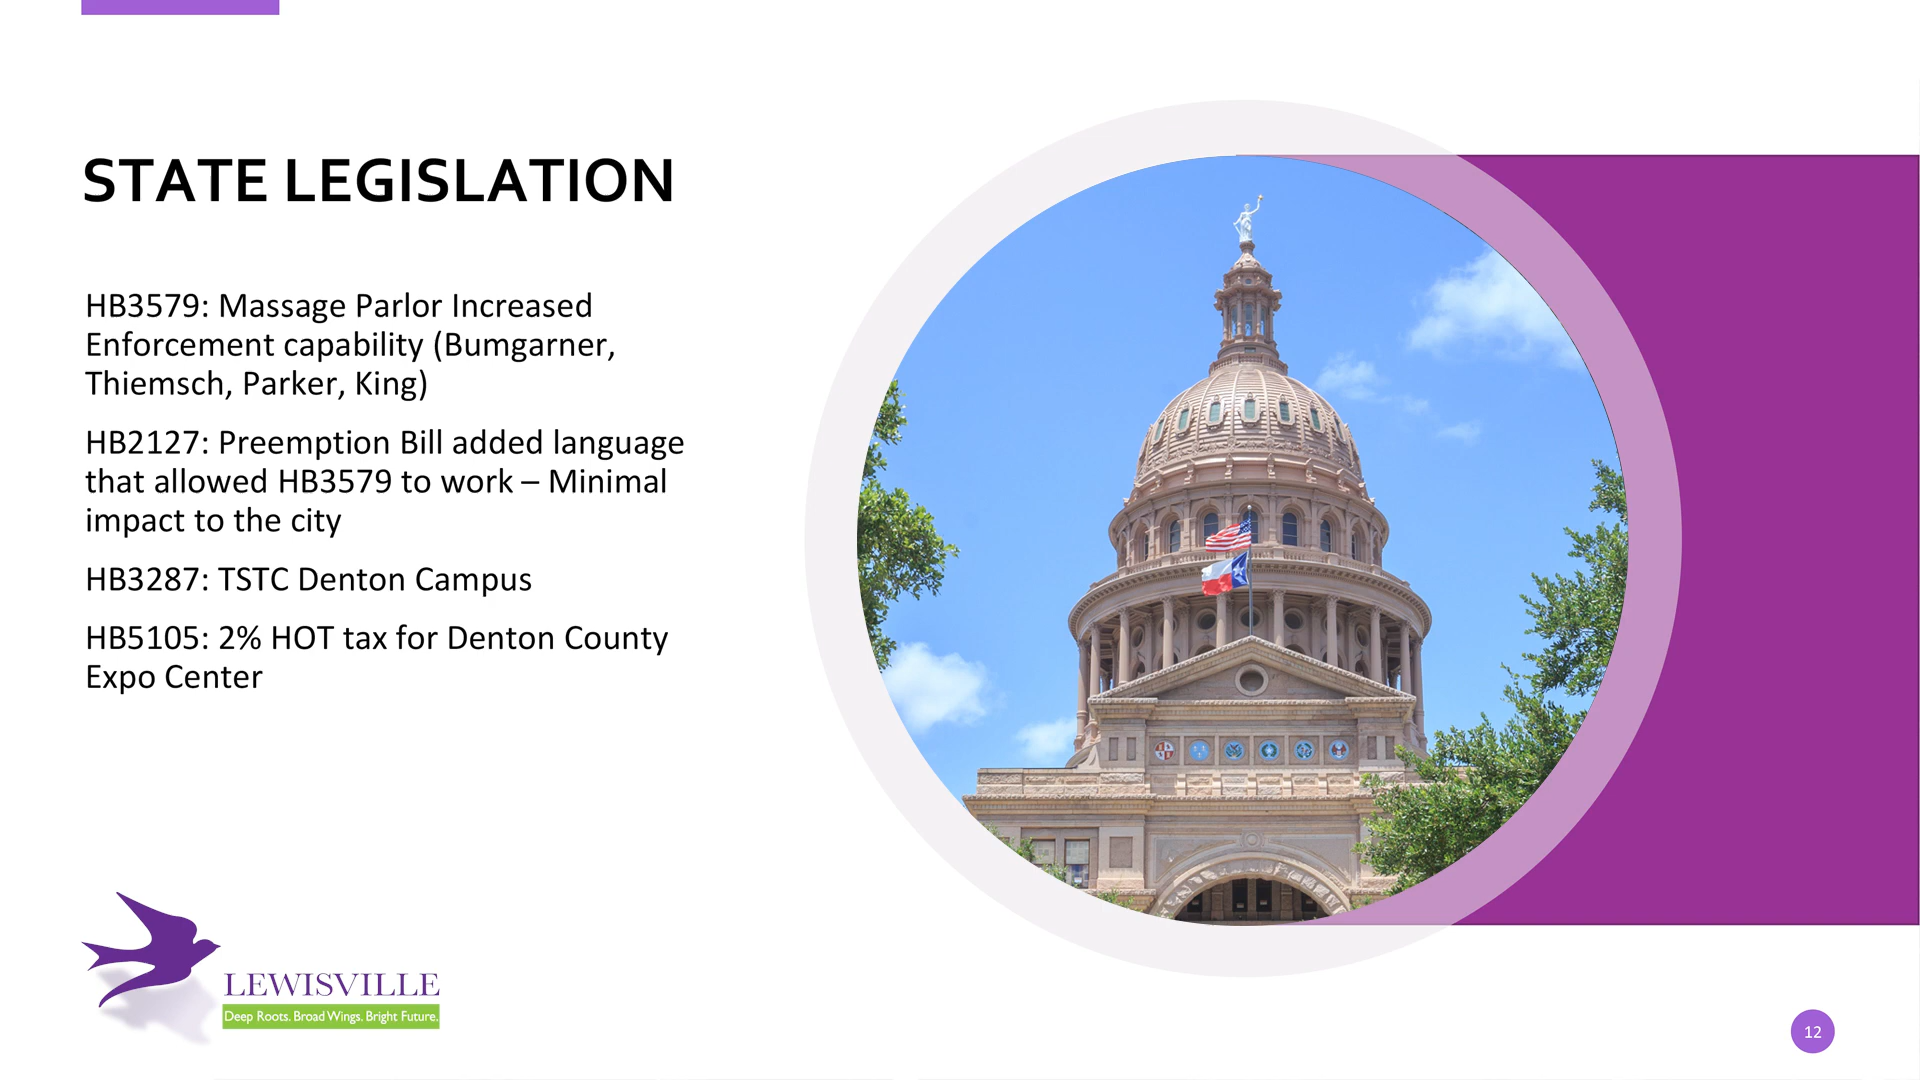 STATE LEGISLATION
HB3579: Massage Parlor Increased
Enforcement capability (Bumgarner,
Thiemsch, Parker, King)
HB2127: Preemption Bill added language
that allowed HB3579 to work – Minimal
impact to the city
HB3287: TSTC Denton Campus
HB5105: 2% HOT tax for Denton County
Expo Center
LEWISVILLE
Deep Roots. Broad Wings. Bright Future.
12